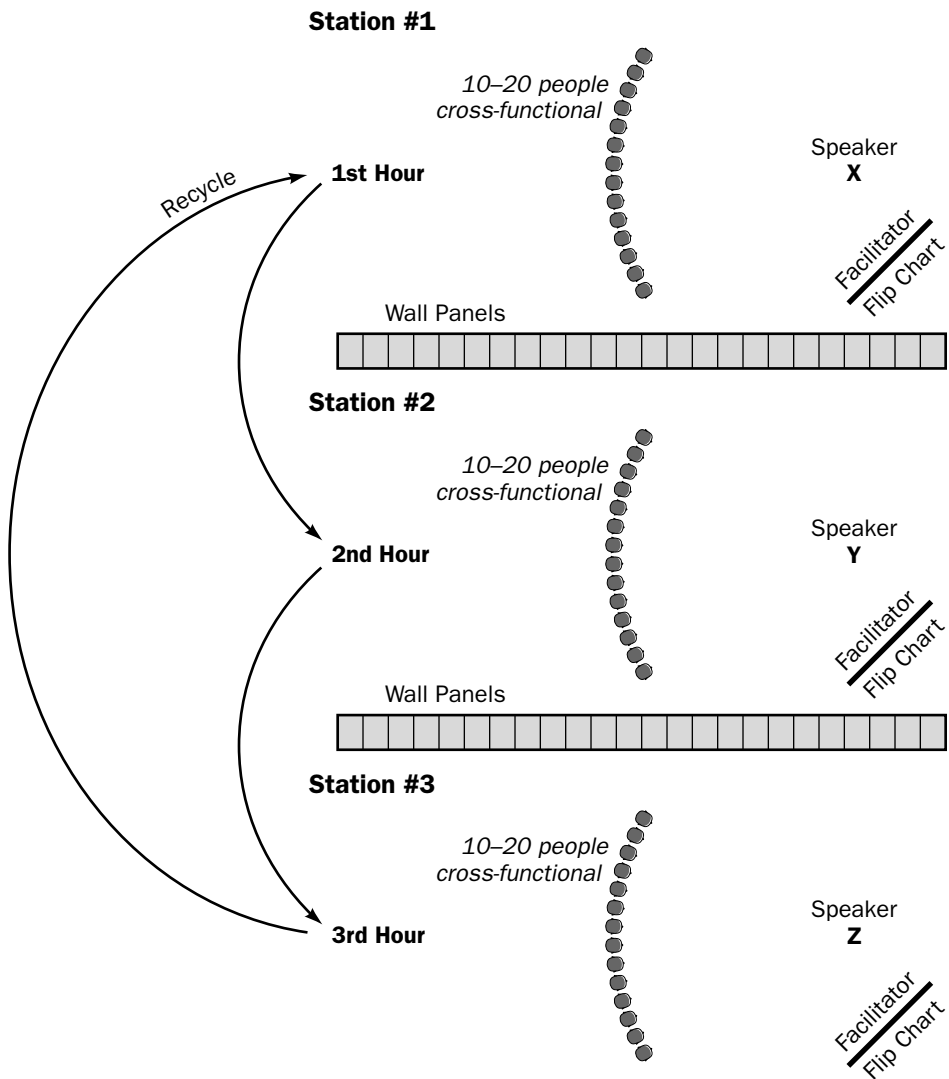 Station #1
10–20 people
cross-functional
Speaker
X
1st Hour
Recycle
Facilitator
Flip Chart
Wall Panels
Station #2
10–20 people
cross-functional
Speaker
Y
2nd Hour
Facilitator
Flip Chart
Wall Panels
Station #3
10–20 people
cross-functional
Speaker
Z
3rd Hour
Facilitator
Flip Chart